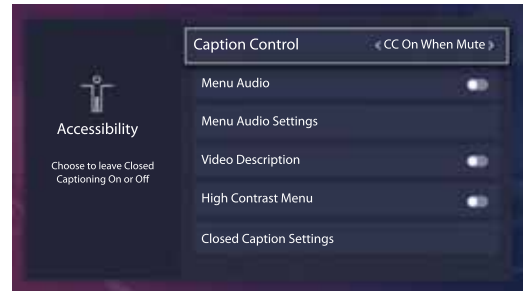 Accessibility
Choose to leave Closed
Captioning On or Off
Caption Control CC On When Mute
Menu Audio
Menu Audio Settings
Video Description
High Contrast Menu
Closed Caption Settings